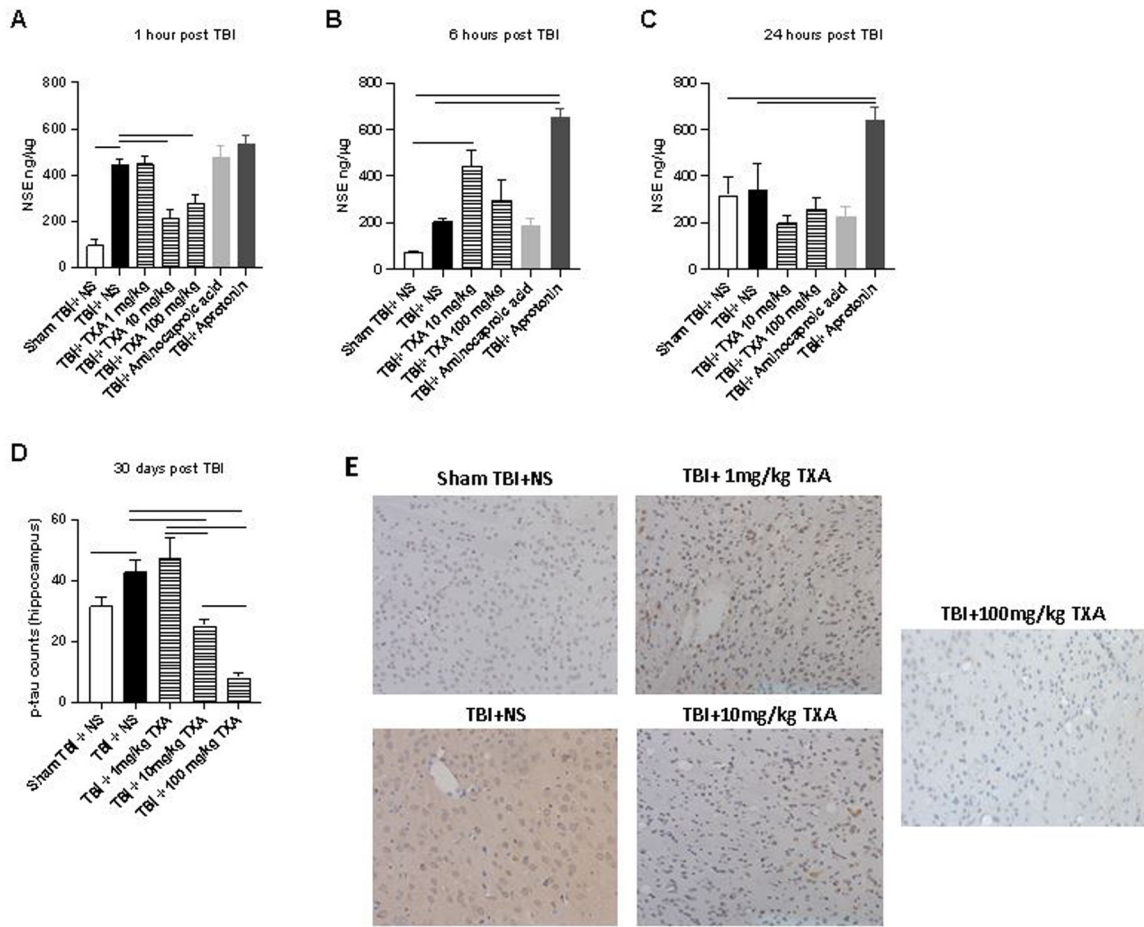 A
1 hour post TBI
NSE ng/µg
800
600
400
200
0
Sham TBI+ NS
TBI+ NS
TBI+ TXA 1 mg/kg
TBI+ TXA 10 mg/kg
TBI+ TXA 100 mg/kg
TBI+ Aminocaproic acid
TBI+ Aprotonin
B
6 hours post TBI
NSE ng/µg
800
600
400
200
0
Sham TBI+ NS
TBI+ NS
TBI+ TXA 10 mg/kg
TBI+ TXA 100 mg/kg
TBI+ Aminocaproic acid
TBI+ Aprotonin
C
24 hours post TBI
NSE ng/µg
800
600
400
200
0
Sham TBI+ NS
TBI+ NS
TBI+ TXA 10 mg/kg
TBI+ TXA 100 mg/kg
TBI+ Aminocaproic acid
TBI+ Aprotonin
D
30 days post TBI
p-tau counts (hippocampus)
60
40
20
0
Sham TBI + NS
TBI + NS
TBI + 1mg/kg TXA
TBI + 10mg/kg TXA
TBI + 100 mg/kg TXA
E
Sham TBI+NS
TBI+ 1mg/kg TXA
TBI+NS
TBI+10mg/kg TXA
TBI+100mg/kg TXA